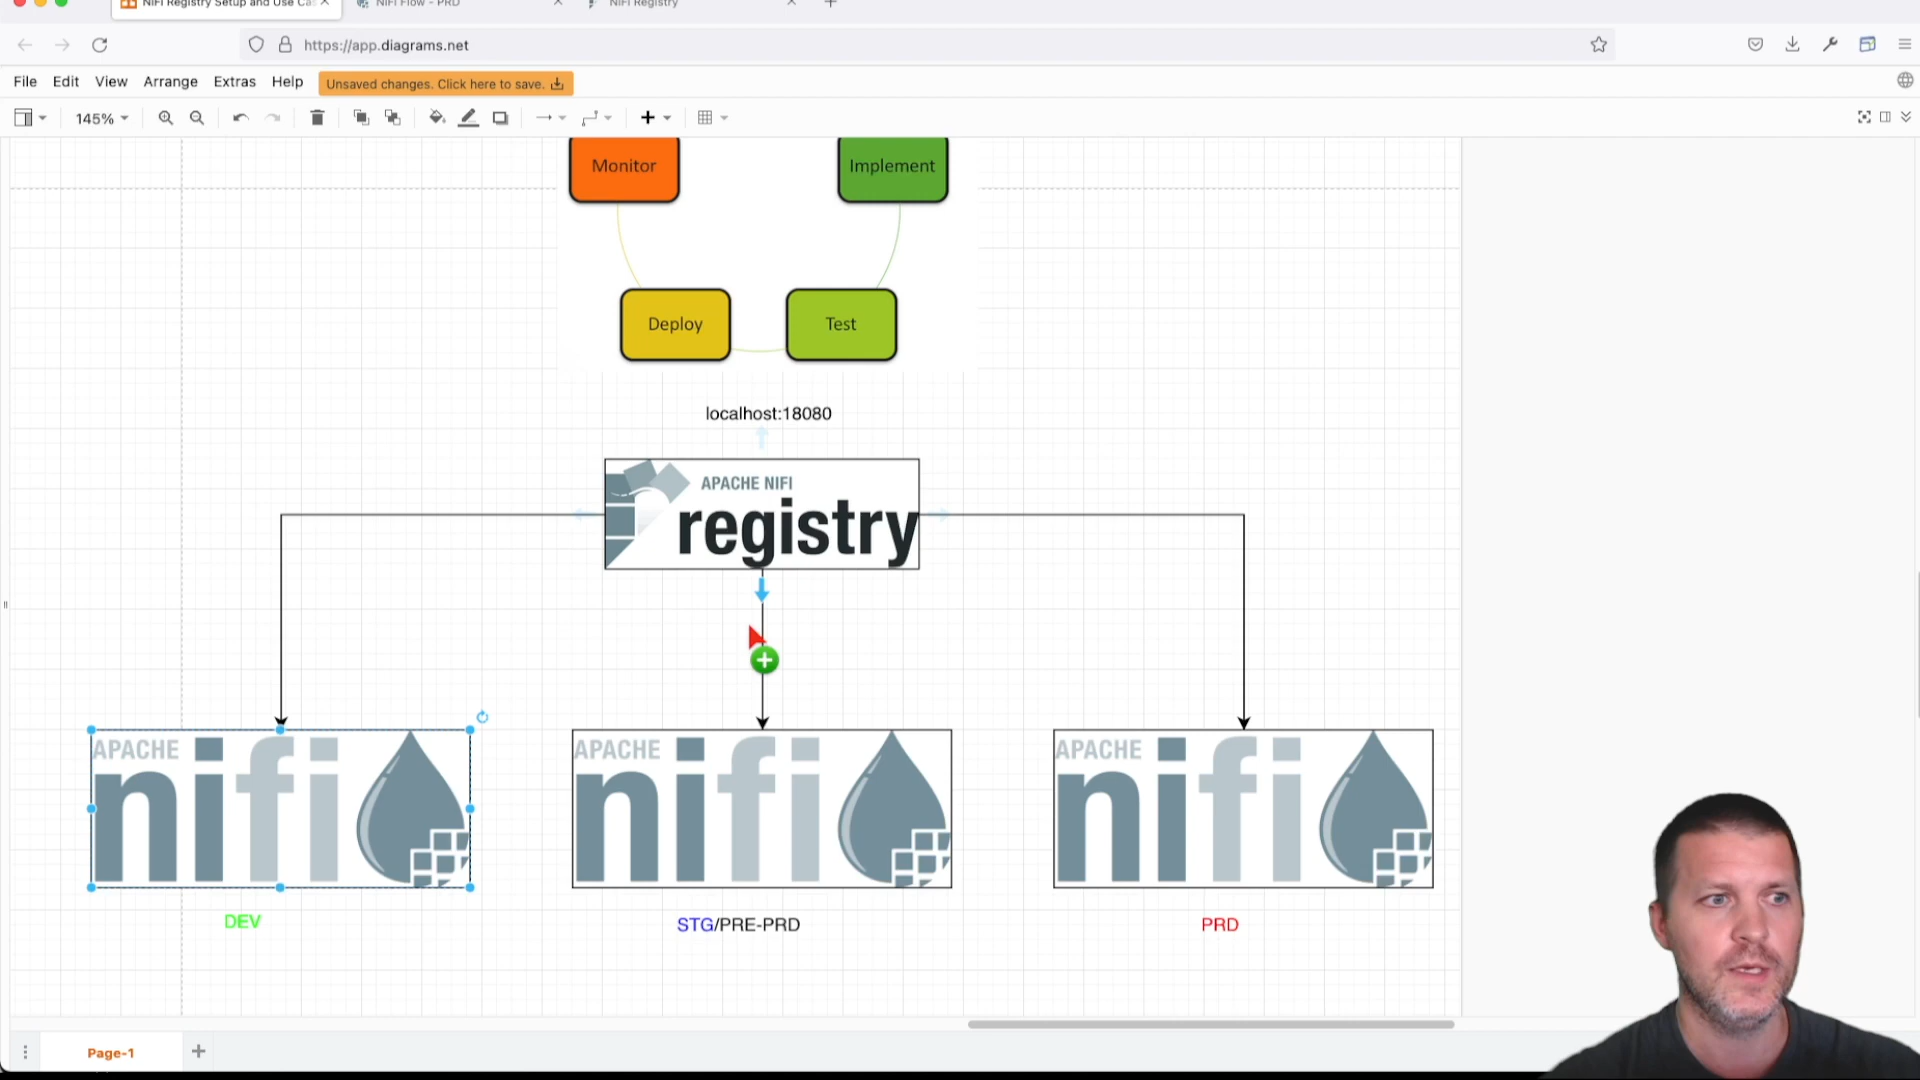 NiFi Registry Setup and Use Cas
NiFi Flow - PRD
NiFi Registry
https://app.diagrams.net
File Edit View Arrange Extras Help Unsaved changes. Click here to save.
145%
Monitor
Implement
Deploy
Test
localhost:18080
APACHE NIFI
registry
APACHE
nifi
APACHE
nifi
APACHE
nifi
DEV
STG/PRE-PRD
PRD
Page-1